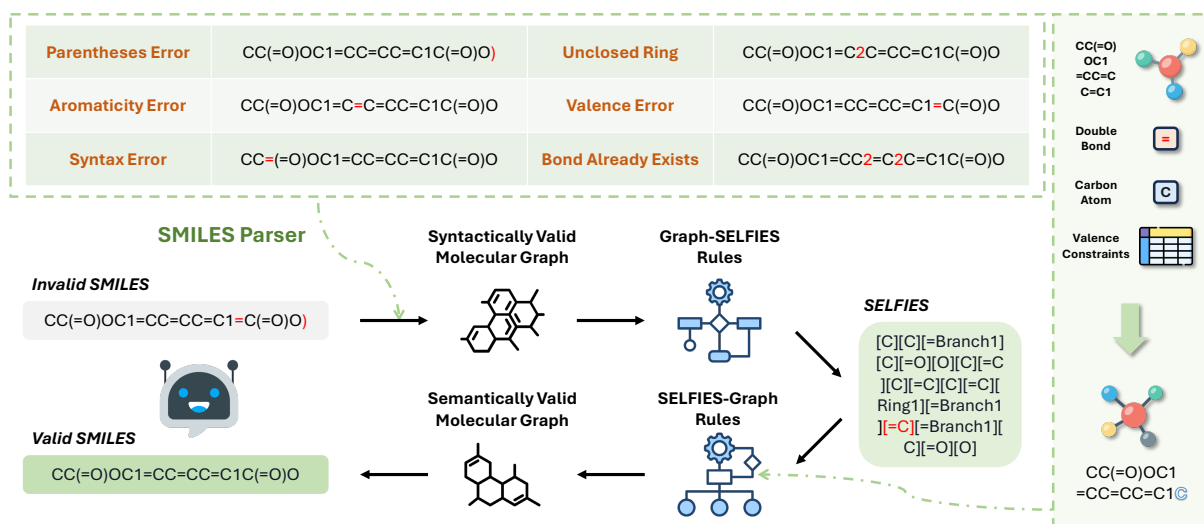 Parentheses Error
CC(=O)OC1=CC=CC=C1C(=O)O)
Unclosed Ring
CC(=O)OC1=C2C=CC=C1C(=O)O
Aromaticity Error
CC(=O)OC1=C=C=CC=C1C(=O)O
Valence Error
CC(=O)OC1=CC=CC=C1=C(=O)O
Syntax Error
CC=(=O)OC1=CC=CC=C1C(=O)O
Bond Already Exists
CC(=O)OC1=CC2=C2C=C1C(=O)O
SMILES Parser
Invalid SMILES
CC(=O)OC1=CC=CC=C1=C(=O)O)
Syntactically Valid
Molecular Graph
Graph-SELFIES
Rules
SELFIES
[C][C][=Branch1]
[C][=O][O][C][=C
][C][=C][C][=C][
Ring1][=Branch1
][=C][=Branch1][
C][=O][O]
Semantically Valid
Molecular Graph
SELFIES-Graph
Rules
Valid SMILES
CC(=O)OC1=CC=CC=C1C(=O)O
CC(=O)
OC1
=CC=C
C=C1
Double
Bond
=
Carbon
Atom
C
Valence
Constraints
CC(=O)OC1
=CC=CC=C1C